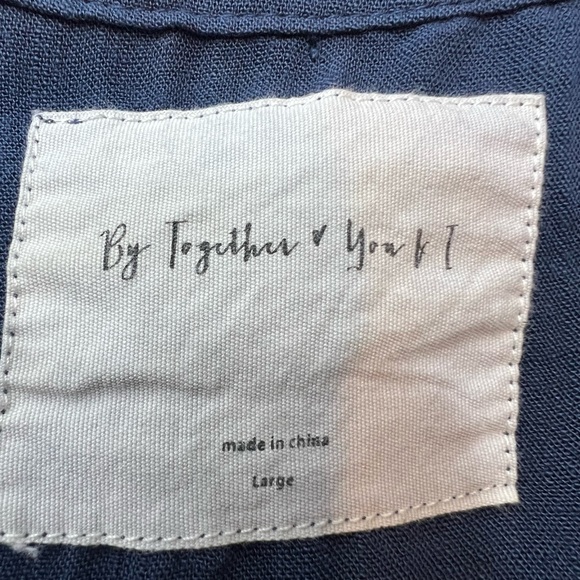 By Together ♥ You & I
made in china
Large